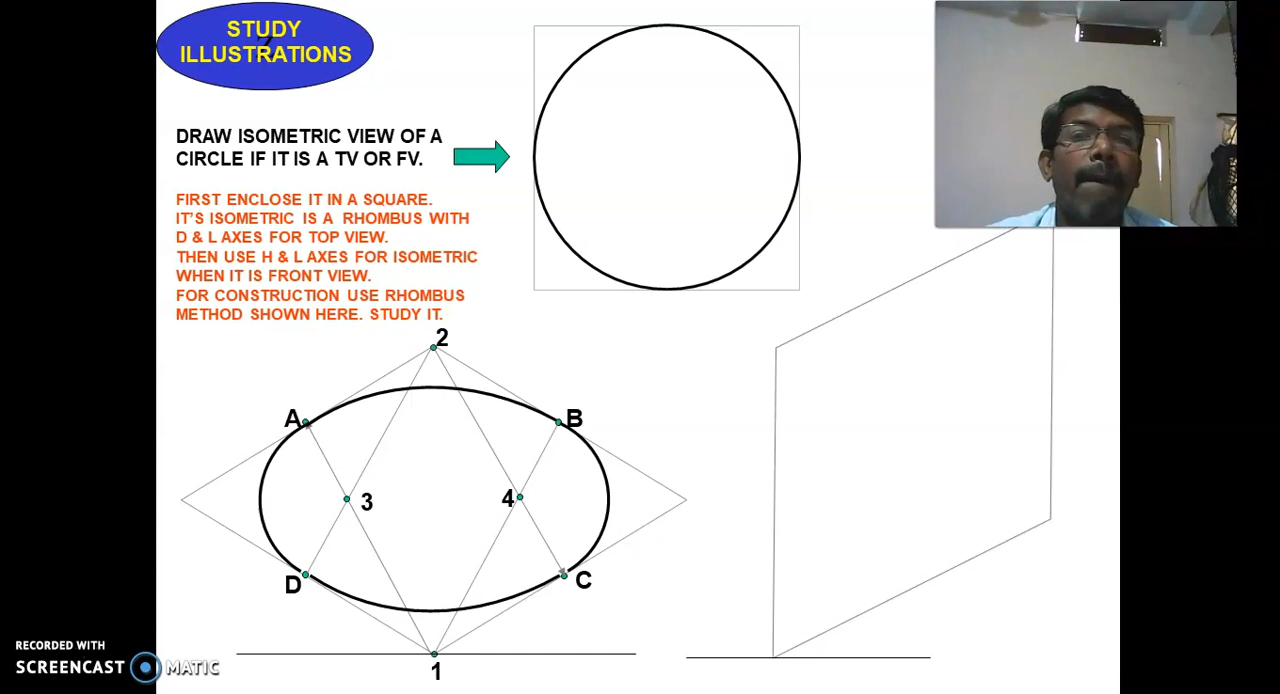 STUDY
ILLUSTRATIONS
DRAW ISOMETRIC VIEW OF A
CIRCLE IF IT IS A TV OR FV.
FIRST ENCLOSE IT IN A SQUARE.
IT'S ISOMETRIC IS A RHOMBUS WITH
D & L AXES FOR TOP VIEW.
THEN USE H & L AXES FOR ISOMETRIC
WHEN IT IS FRONT VIEW.
FOR CONSTRUCTION USE RHOMBUS
METHOD SHOWN HERE. STUDY IT.
2
A
B
3
4
D
C
1
RECORDED WITH
SCREENCAST MATIC